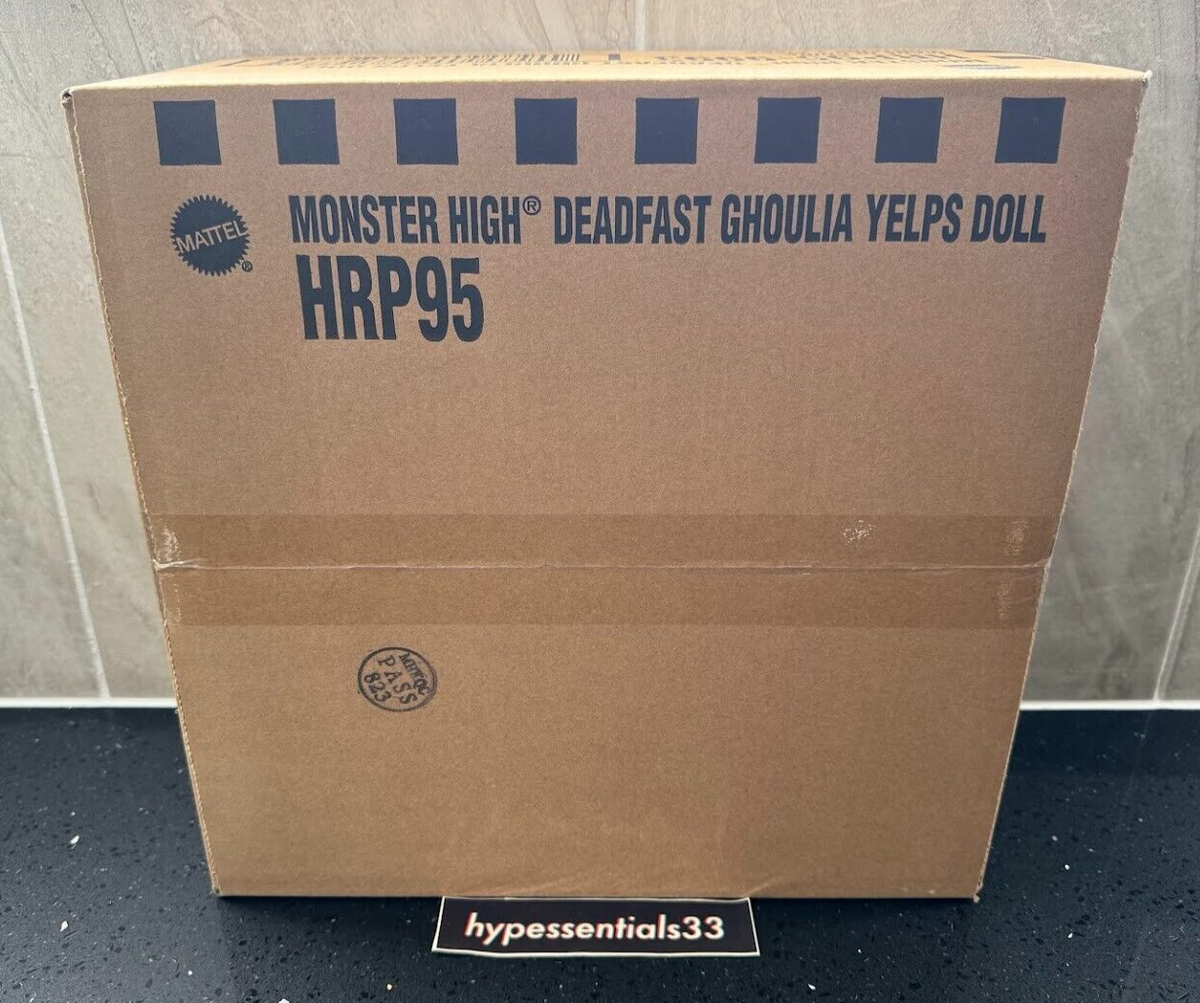 MATTEL®
MONSTER HIGH® DEADFAST GHOULIA YELPS DOLL
HRP95
PASS
823
hypessentials33